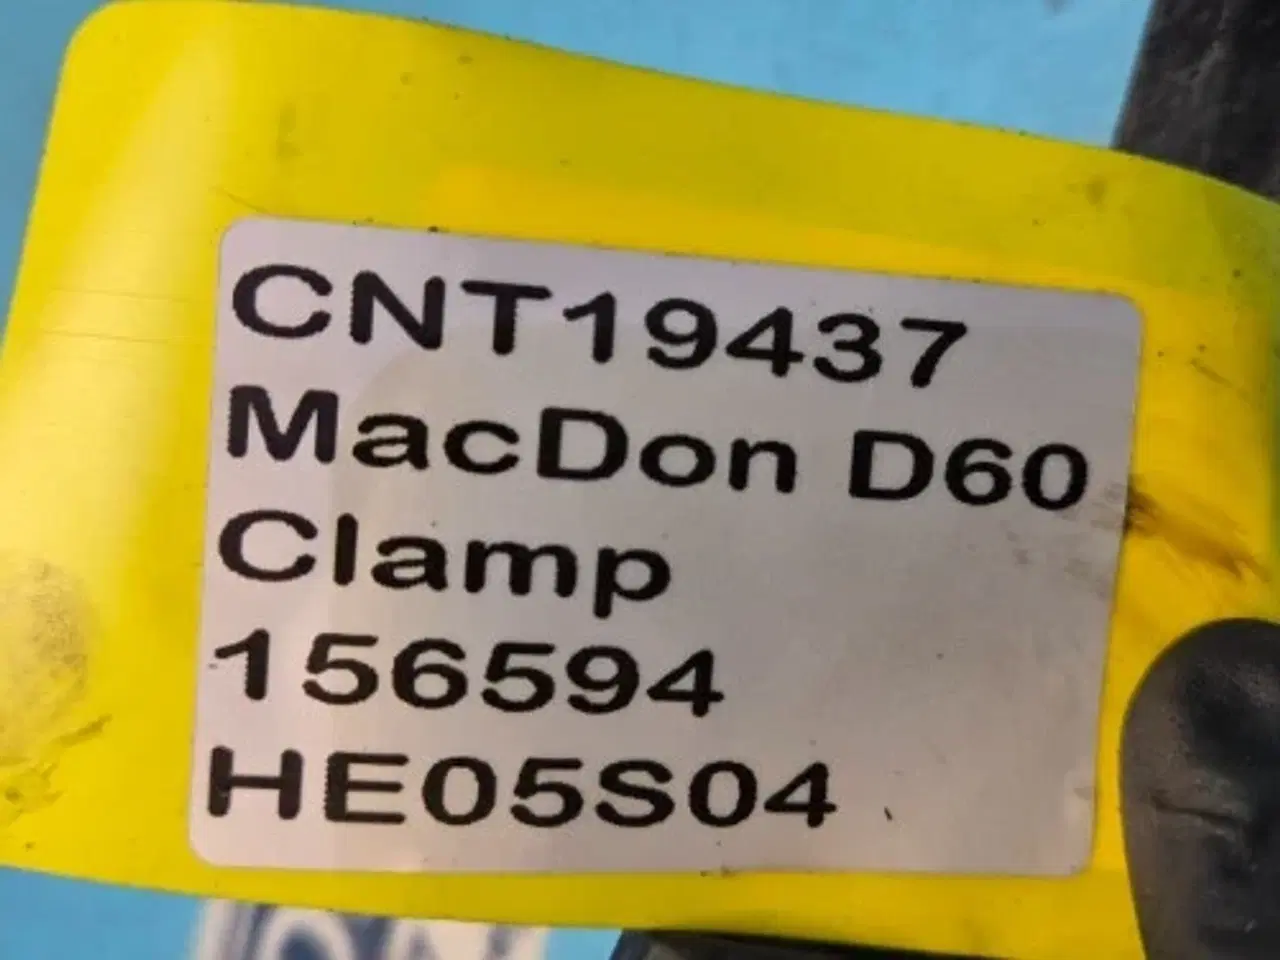 CNT19437
MacDon D60
Clamp
156594
HE05S04